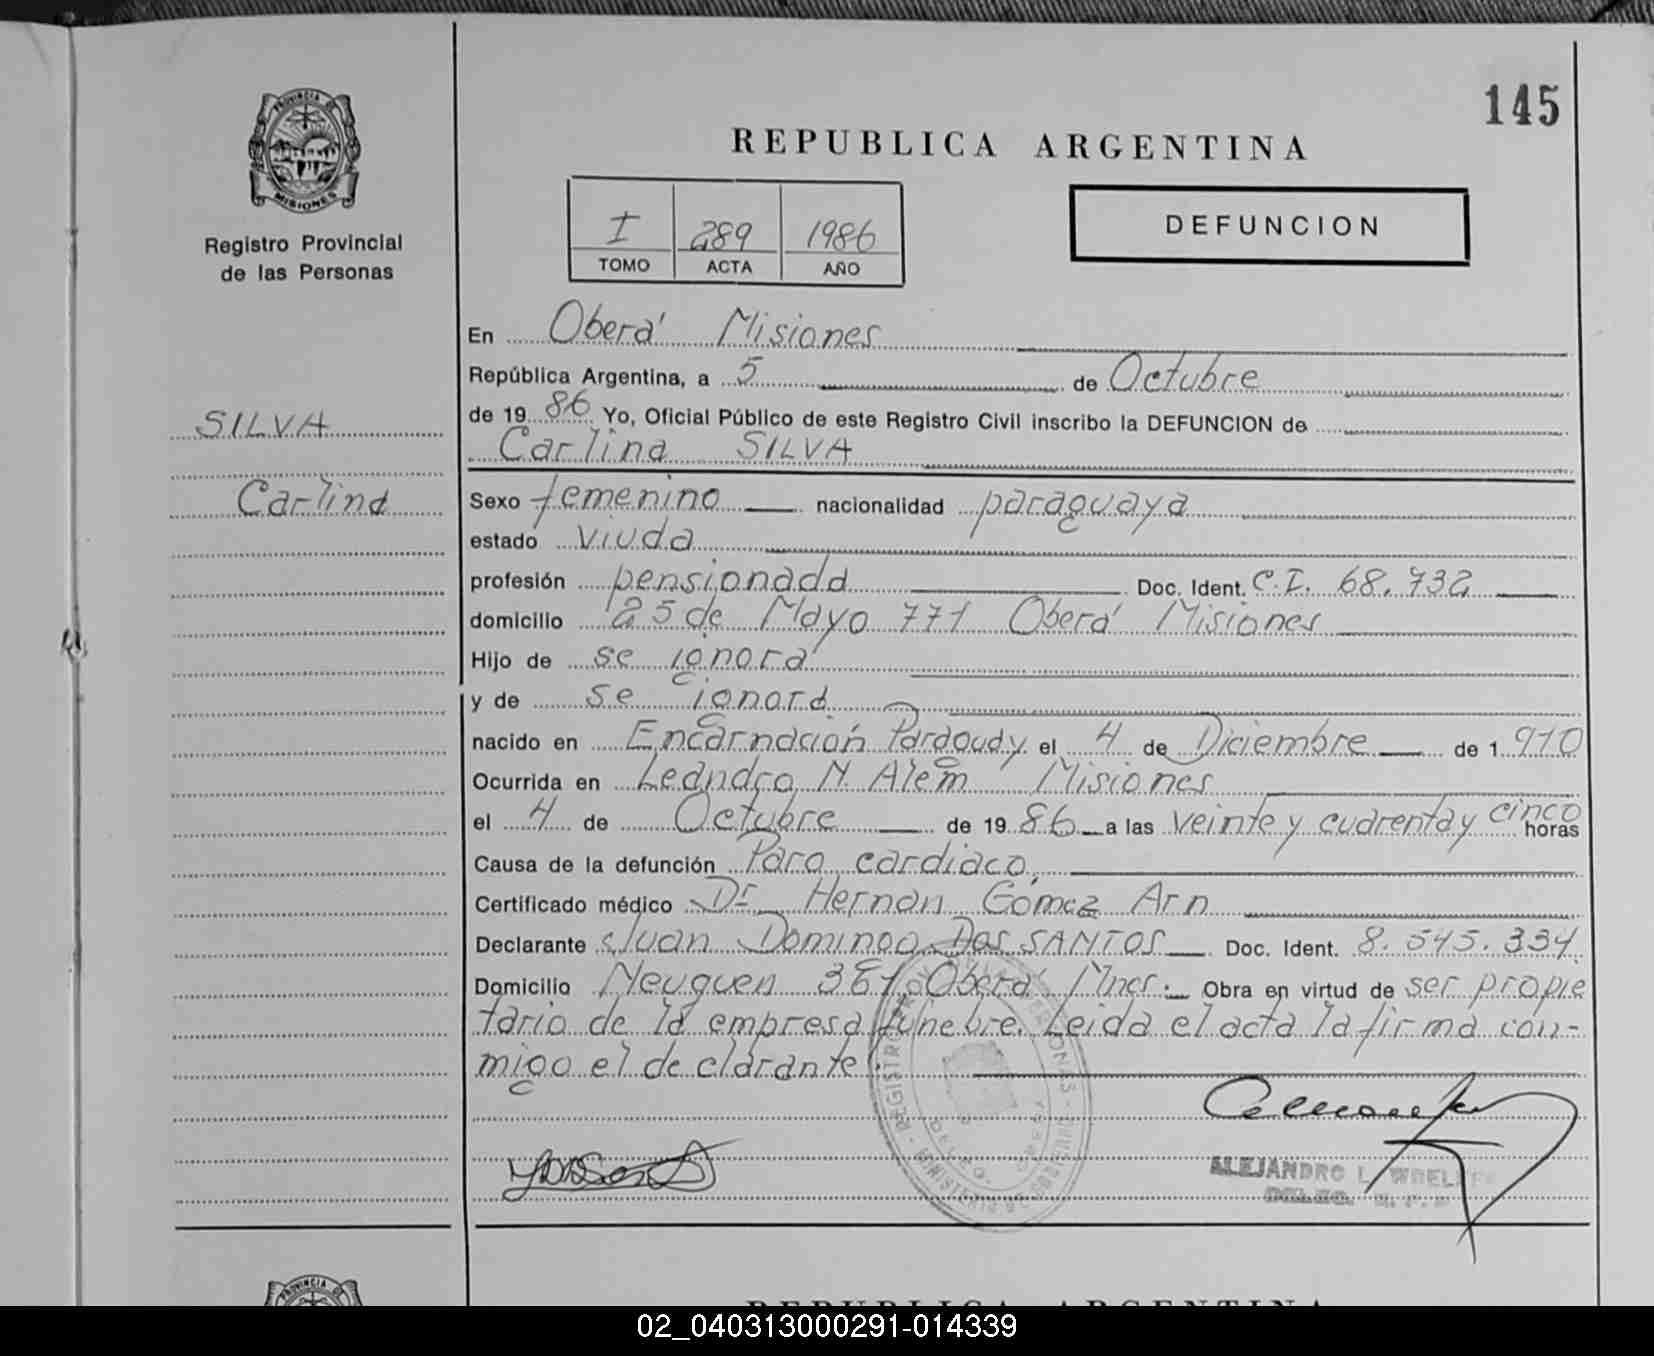 145
PROVINCIA DE
MISIONES
Registro Provincial
de las Personas
REPUBLICA ARGENTINA
I 289 1986
TOMO ACTA AÑO
DEFUNCION
SILVA
Carlina
En Oberá Misiones
República Argentina, a 5 de Octubre
de 1986 Yo, Oficial Público de este Registro Civil inscribo la DEFUNCION de
Carlina SILVA
Sexo femenino nacionalidad paraguaya
estado viuda
profesión pensionada Doc. Ident. C.I. 68.732
domicilio 25 de Mayo 771 Oberá Misiones
Hijo de se ignora
y de se ignora
nacido en Encarnación Paraguay el 4 de Diciembre de 1910
Ocurrida en Leandro N. Alem Misiones
el 4 de Octubre de 1986 a las veinte y cuarenta y cinco horas
Causa de la defunción Paro cardiaco,
Certificado médico Dr. Hernan Gómez Arn
Declarante Juan Domingo Dos SANTOS Doc. Ident. 8.545.334
Domicilio Neuquen Oberá Mnes. Obra en virtud de ser propie
tario de la empresa fúnebre. Leida el acta la firma con-
migo el declarante.
ALEJANDRO L.
PROVINCIA DE
REPUBLICA ARGENTINA
02_040313000291-014339